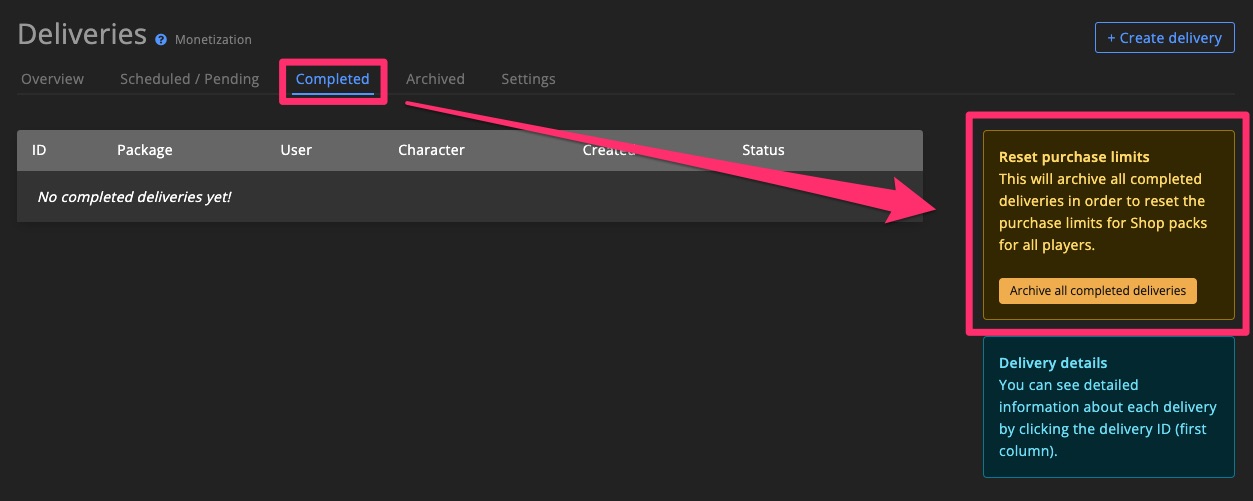 Deliveries ? Monetization
+ Create delivery
Overview Scheduled / Pending Completed Archived Settings
ID Package User Character Created Status
No completed deliveries yet!
Reset purchase limits
This will archive all completed
deliveries in order to reset the
purchase limits for Shop packs
for all players.
Archive all completed deliveries
Delivery details
You can see detailed
information about each delivery
by clicking the delivery ID (first
column).